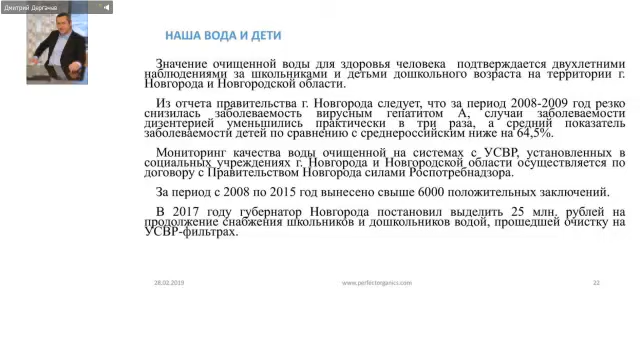 Дмитрий Дерганов
НАША ВОДА И ДЕТИ
Значение очищенной воды для здоровья человека подтверждается двухлетними
наблюдениями за школьниками и детьми дошкольного возраста на территории г.
Новгорода и Новгородской области.
Из отчета правительства г. Новгорода следует, что за период 2008-2009 год резко
снизилась заболеваемость вирусным гепатитом А, случаи заболеваемости
дизентерией уменьшились практически в три раза, а средний показатель
заболеваемости детей по сравнению с среднероссийским ниже на 64,5%.
Мониторинг качества воды очищенной на системах с УСВР, установленных в
социальных учреждениях г. Новгорода и Новгородской области осуществляется по
договору с Правительством Новгорода силами Роспотребнадзора.
За период с 2008 по 2015 год вынесено свыше 6000 положительных заключений.
В 2017 году губернатор Новгорода постановил выделить 25 млн. рублей на
продолжение снабжения школьников и дошкольников водой, прошедшей очистку на
УСВР-фильтрах.
28.02.2019
www.perfectorganics.com
22